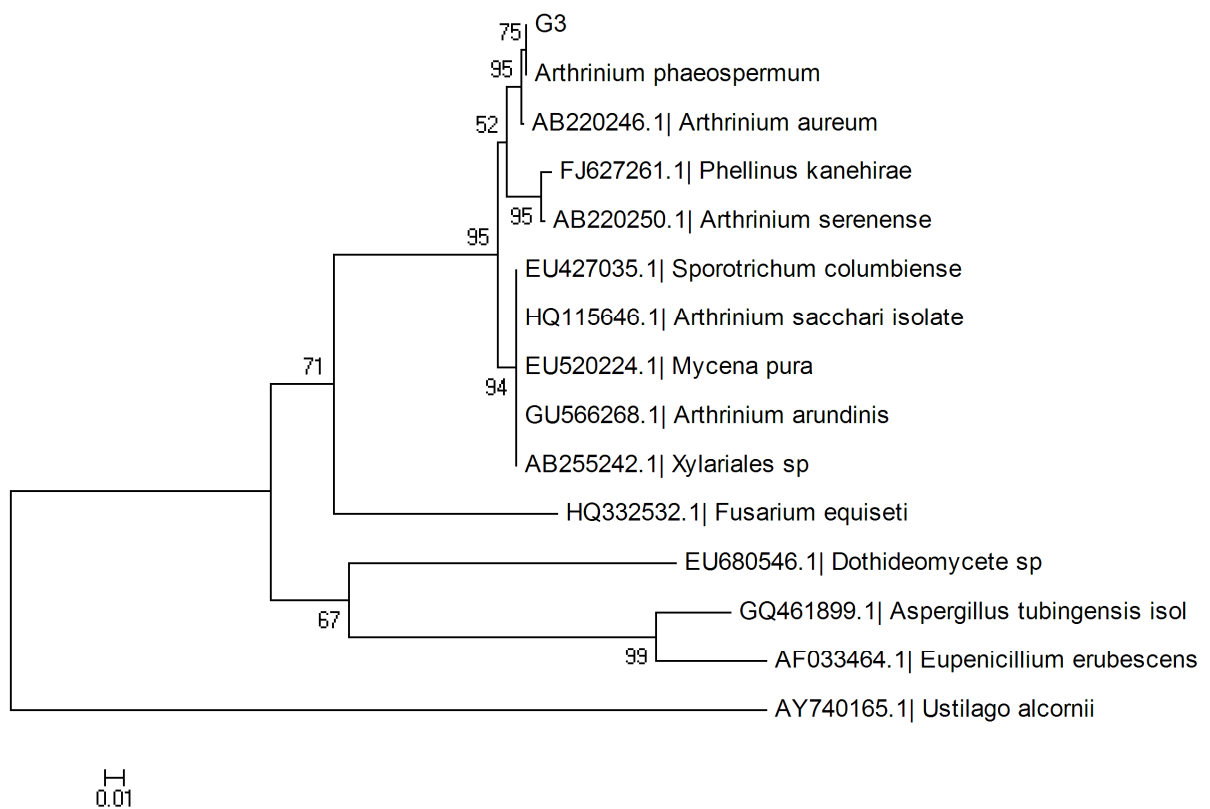 G3
75
Arthrinium phaeospermum
95
AB220246.1| Arthrinium aureum
52
FJ627261.1| Phellinus kanehirae
95
AB220250.1| Arthrinium serenense
95
EU427035.1| Sporotrichum columbiense
HQ115646.1| Arthrinium sacchari isolate
EU520224.1| Mycena pura
71
94
GU566268.1| Arthrinium arundinis
AB255242.1| Xylariales sp
HQ332532.1| Fusarium equiseti
EU680546.1| Dothideomycete sp
67
GQ461899.1| Aspergillus tubingensis isol
99
AF033464.1| Eupenicillium erubescens
AY740165.1| Ustilago alcornii
0.01